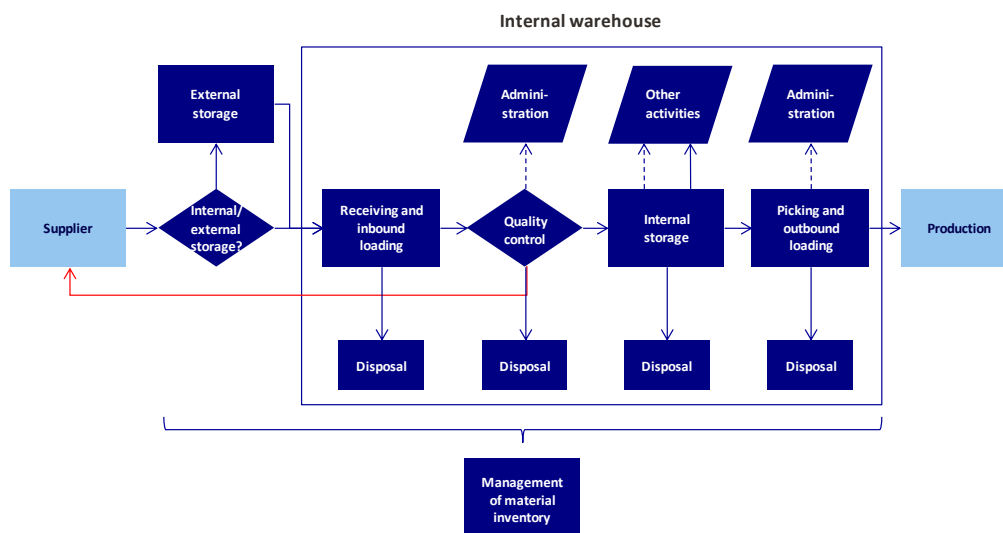 Internal warehouse
External
storage
Admini-
stration
Other
activities
Admini-
stration
Supplier
Internal/
external
storage?
Receiving and
inbound
loading
Quality
control
Internal
storage
Picking and
outbound
loading
Production
Disposal
Disposal
Disposal
Disposal
Management
of material
inventory